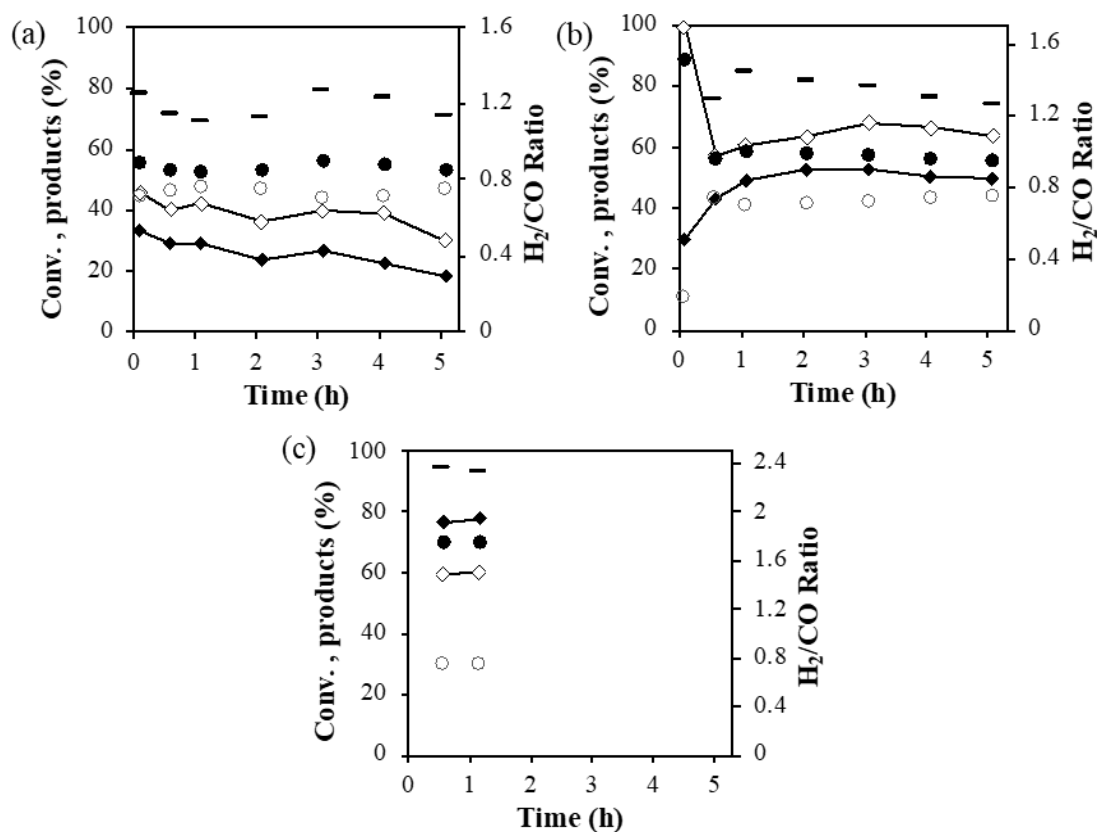 (a)
100
80
60
40
20
0
Conv. , products (%)
1.6
1.2
0.8
0.4
0
H₂/CO Ratio
0 1 2 3 4 5
Time (h)
(b)
100
80
60
40
20
0
Conv. , products (%)
1.6
1.2
0.8
0.4
0
H₂/CO Ratio
0 1 2 3 4 5
Time (h)
(c)
100
80
60
40
20
0
Conv. , products (%)
2.4
2
1.6
1.2
0.8
0.4
0
H₂/CO Ratio
0 1 2 3 4 5
Time (h)